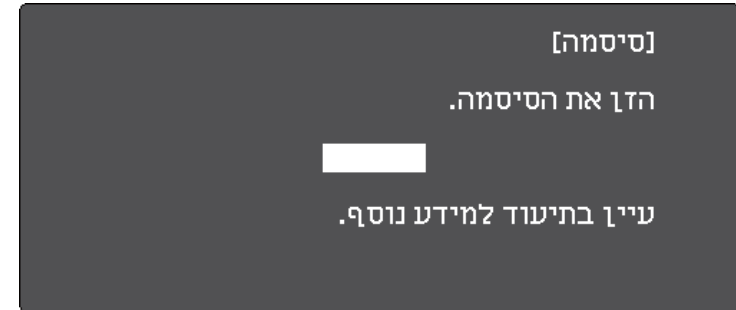 [סיסמה]
הזן את הסיסמה.
עיין בתיעוד למידע נוסף.